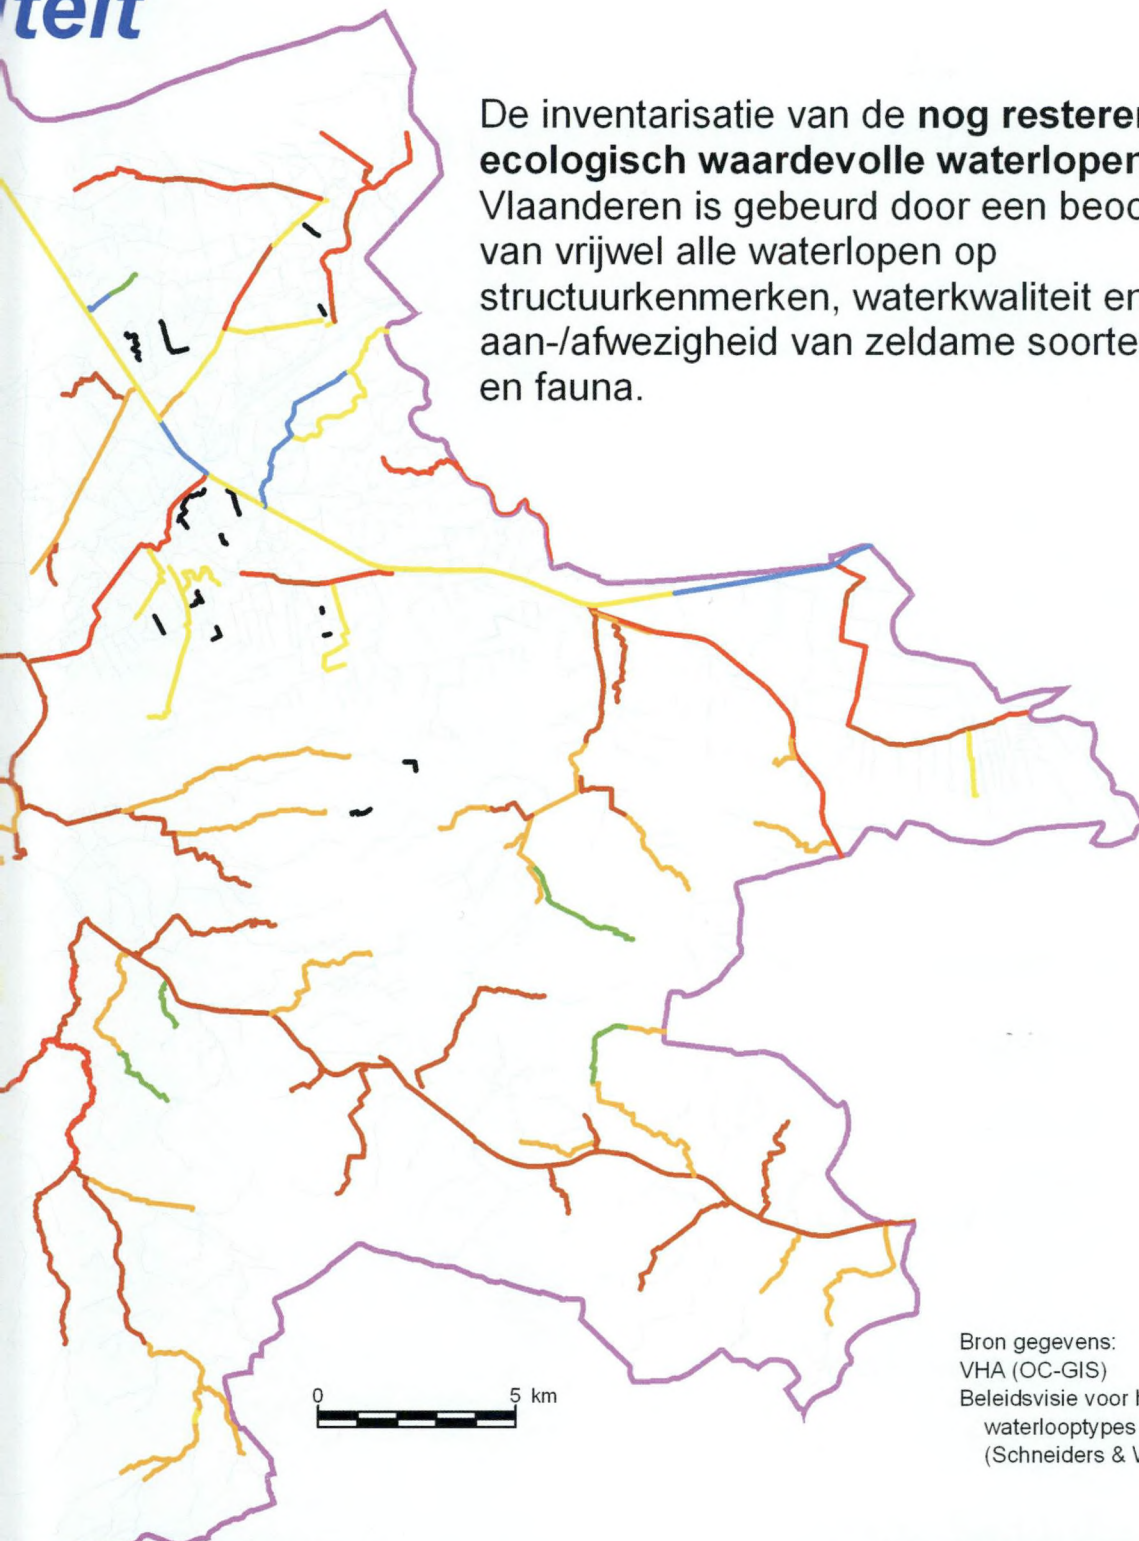 teit
De inventarisatie van de nog resterer
ecologisch waardevolle waterlopen
Vlaanderen is gebeurd door een beoo
van vrijwel alle waterlopen op
structuurkenmerken, waterkwaliteit en
aan-/afwezigheid van zeldame soorte
en fauna.
0 5 km
Bron gegevens:
VHA (OC-GIS)
Beleidsvisie voor h
waterlooptypes
(Schneiders & W